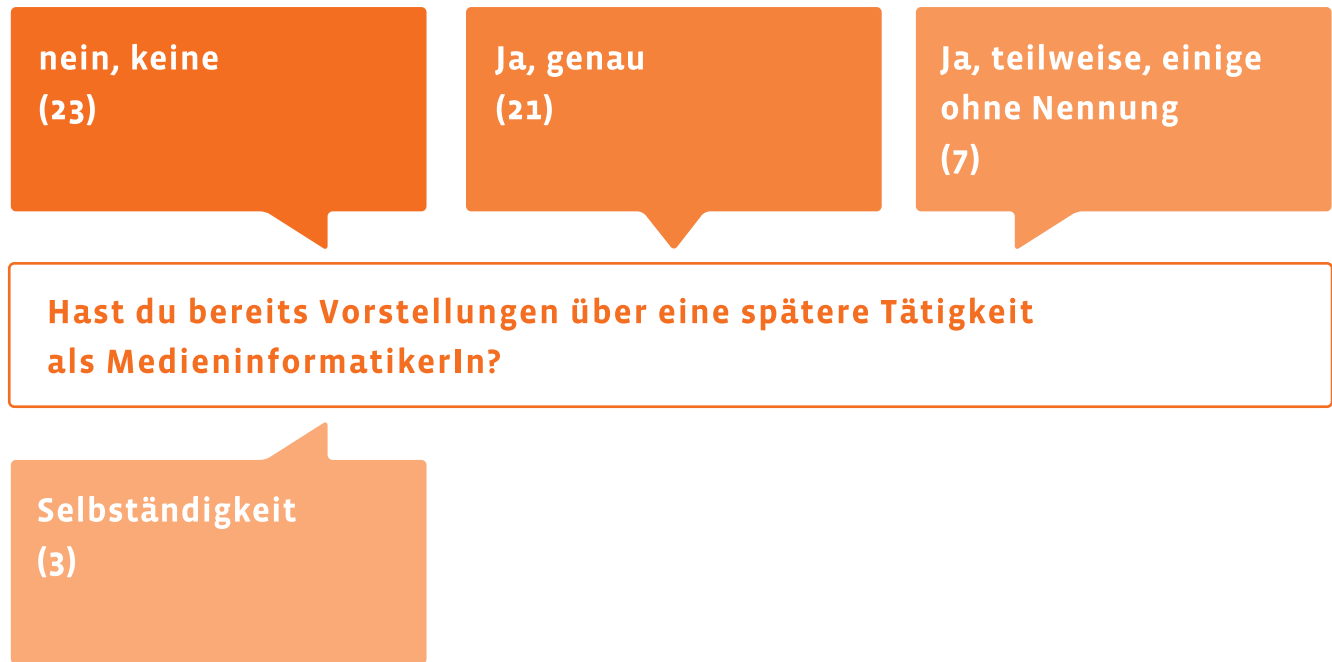 nein, keine
(23)
Ja, genau
(21)
Ja, teilweise, einige
ohne Nennung
(7)
Hast du bereits Vorstellungen über eine spätere Tätigkeit
als MedieninformatikerIn?
Selbständigkeit
(3)